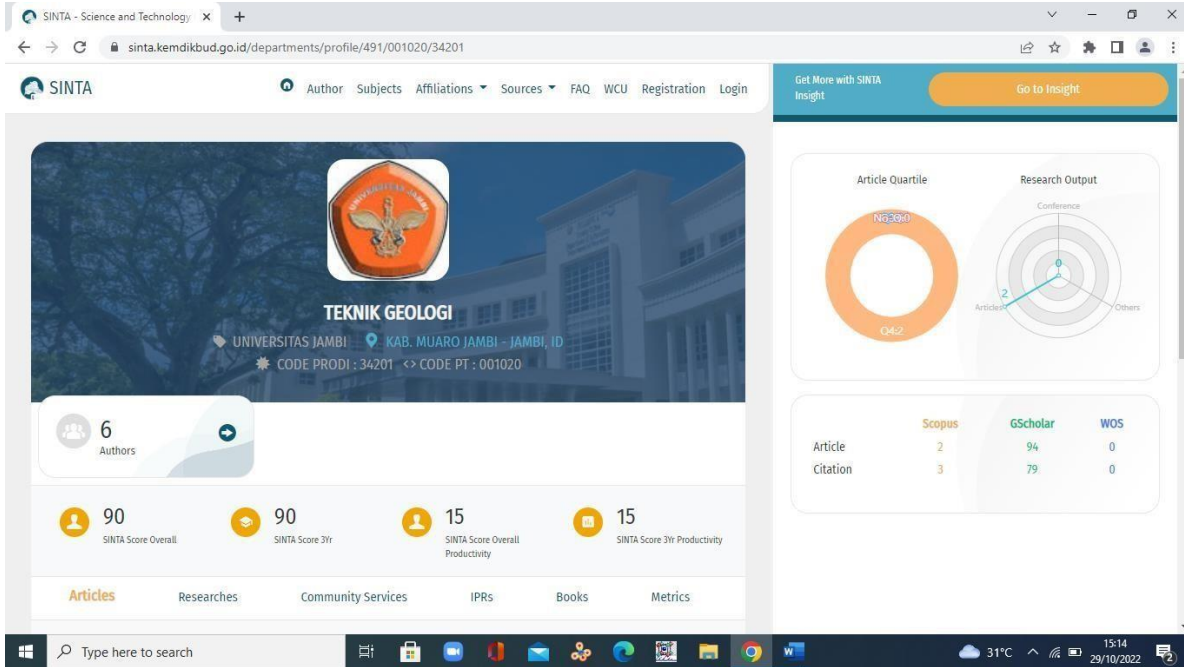 SINTA - Science and Technology
sinta.kemdikbud.go.id/departments/profile/491/001020/34201
SINTA
Author Subjects Affiliations Sources FAQ WCU Registration Login
Get More with SINTA
Insight
Go to Insight
UNIVERSITAS JAMBI
TEKNIK GEOLOGI
UNIVERSITAS JAMBI KAB. MUARO JAMBI - JAMBI, ID
CODE PRODI : 34201 <> CODE PT : 001020
6
Authors
90
SINTA Score Overall
90
SINTA Score 3Yr
15
SINTA Score Overall
Productivity
15
SINTA Score 3Yr Productivity
Articles Researches Community Services IPRs Books Metrics
Article Quartile
Q4:2
Research Output
Conference
0
2
Articles
Others
Scopus GScholar WOS
Article 2 94 0
Citation 3 79 0
Type here to search
31°C
15:14
29/10/2022
2